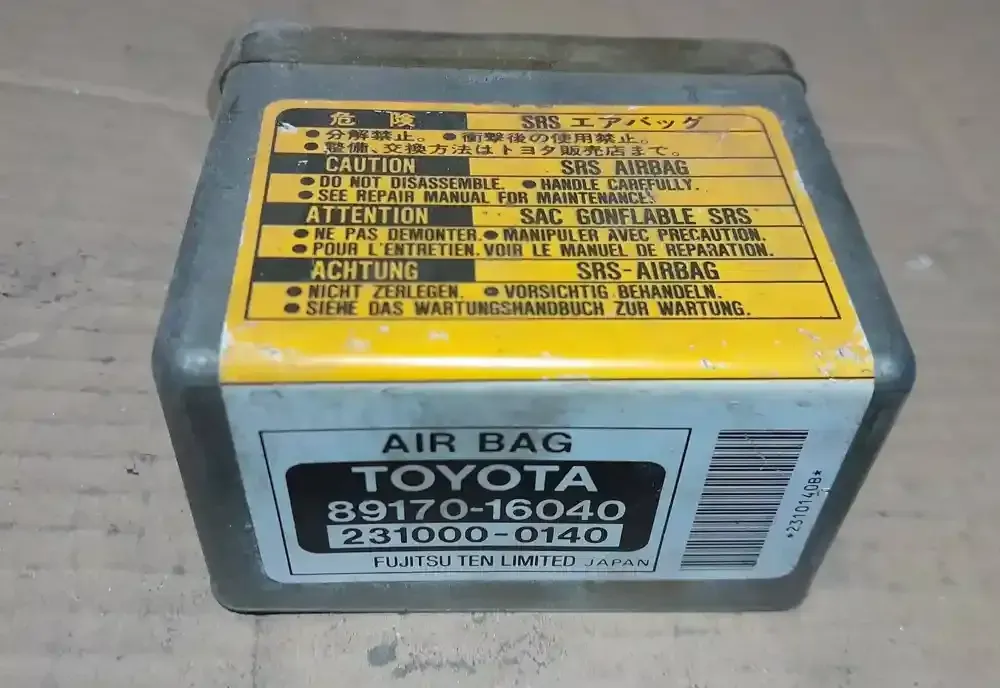 危険 SRS エアバッグ
●分解禁止。 ●衝撃後の使用禁止。
●整備、交換方法はトヨタ販売店まで。
CAUTION SRS AIRBAG
●DO NOT DISASSEMBLE. ●HANDLE CAREFULLY.
●SEE REPAIR MANUAL FOR MAINTENANCE.
ATTENTION SAC GONFLABLE SRS
●NE PAS DEMONTER. ●MANIPULER AVEC PRECAUTION.
●POUR L'ENTRETIEN. VOIR LE MANUEL DE REPARATION.
ACHTUNG SRS-AIRBAG
●NICHT ZERLEGEN. ●VORSICHTIG BEHANDELN.
●SIEHE DAS WARTUNGSHANDBUCH ZUR WARTUNG.
AIR BAG
TOYOTA
89170-16040
231000-0140
FUJITSU TEN LIMITED JAPAN
*2310140B*